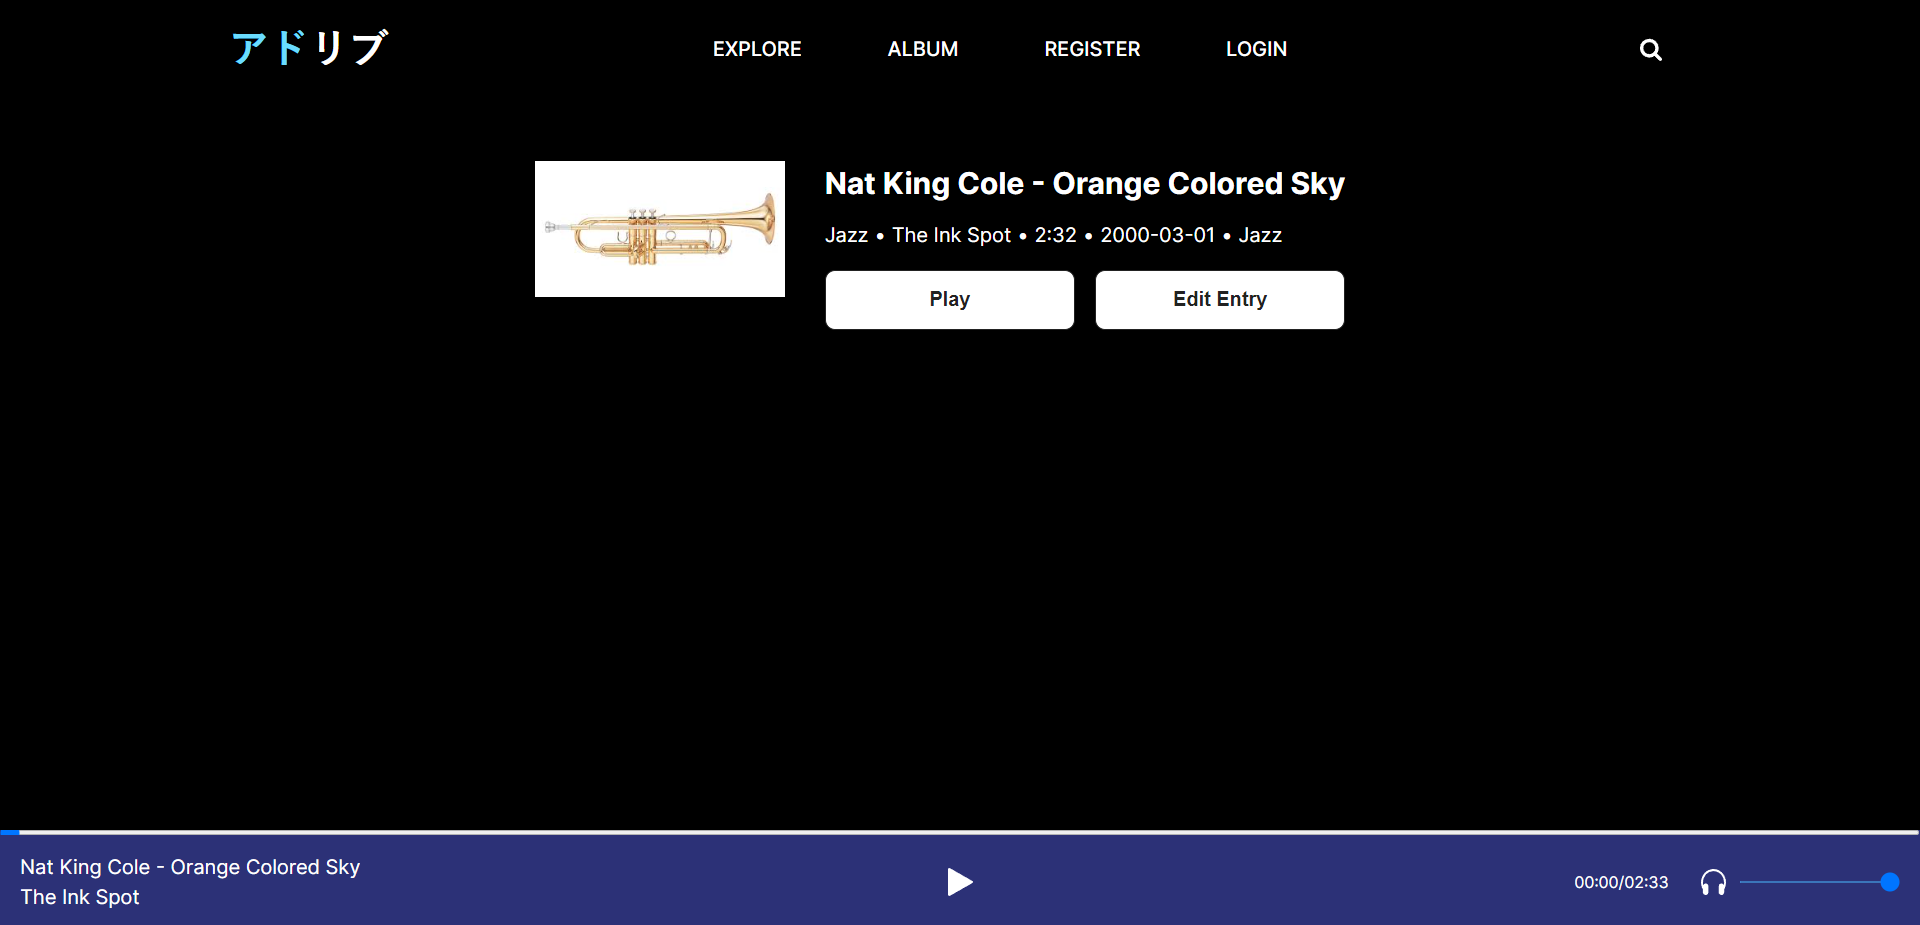 アドリブ
EXPLORE
ALBUM
REGISTER
LOGIN
Nat King Cole - Orange Colored Sky
Jazz • The Ink Spot • 2:32 • 2000-03-01 • Jazz
Play
Edit Entry
Nat King Cole - Orange Colored Sky
The Ink Spot
00:00/02:33